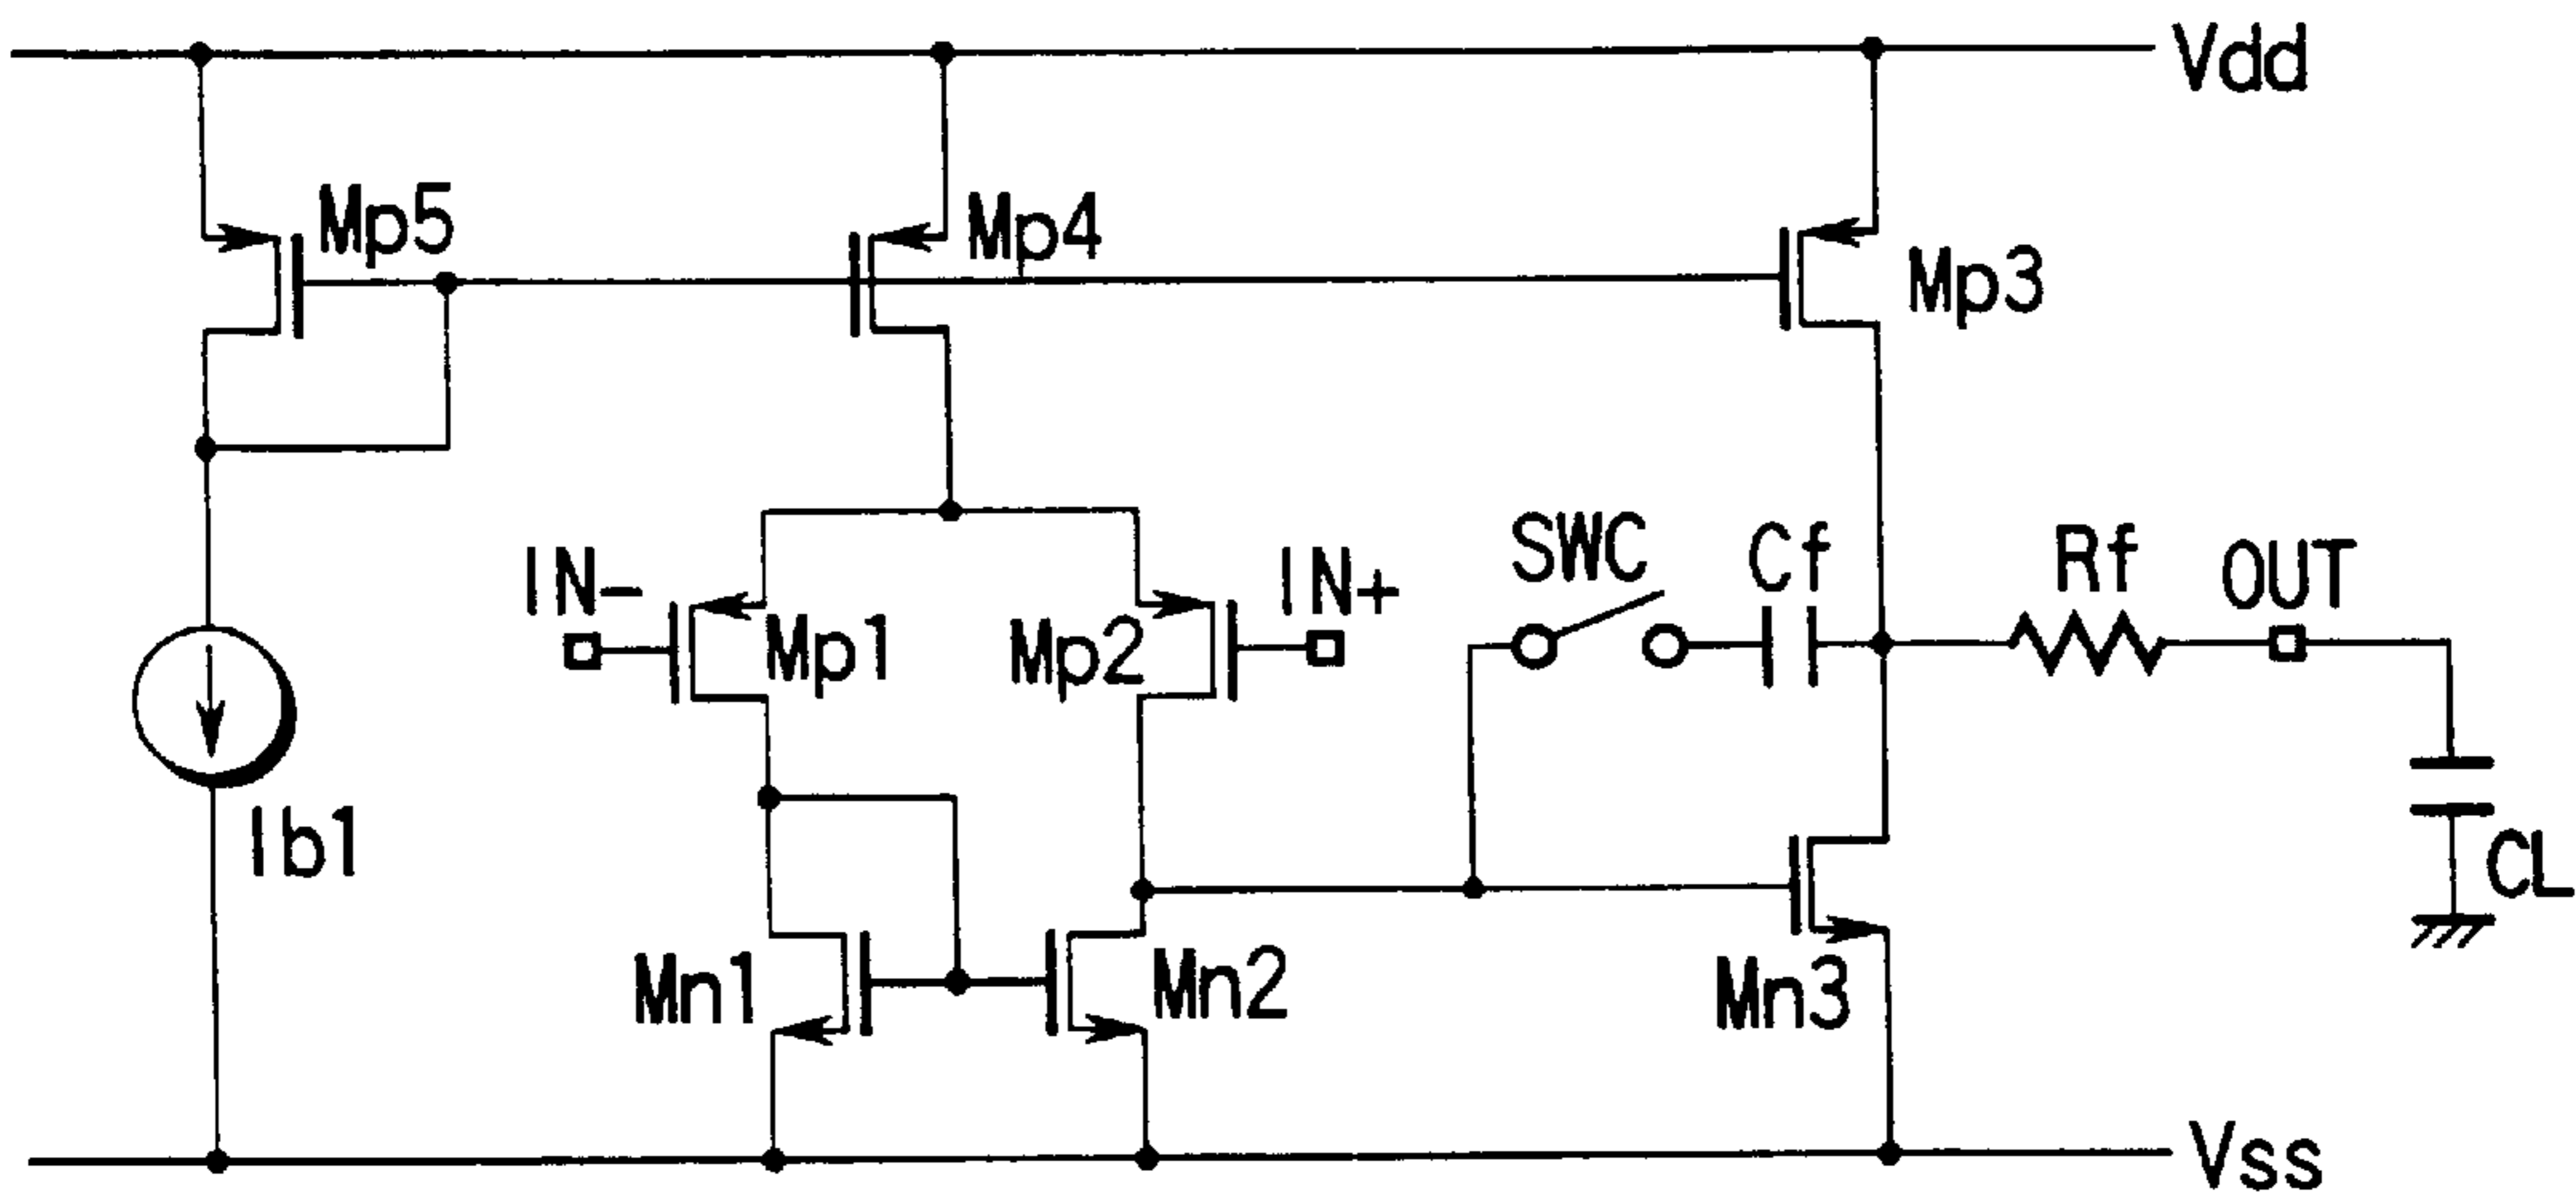 Vdd
Mp5
Mp4
Mp3
IN-
Mp1
Mp2
IN+
SWC
Cf
Rf
OUT
Ib1
CL
Mn1
Mn2
Mn3
Vss